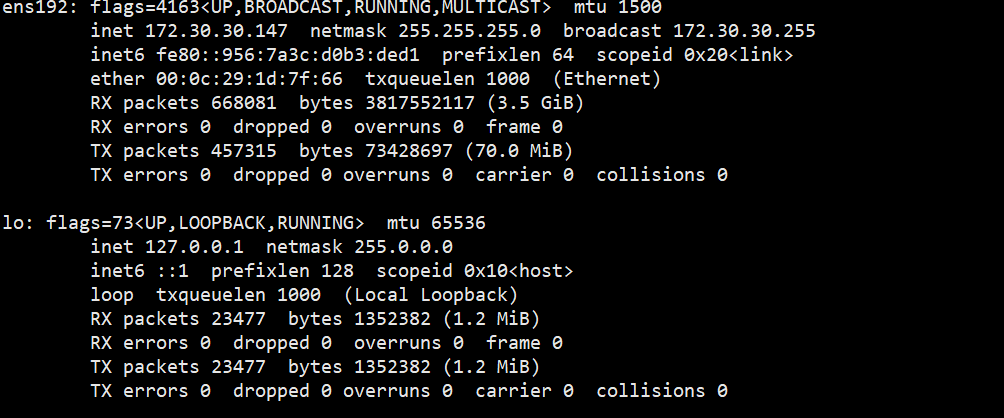 ens192: flags=4163<UP,BROADCAST,RUNNING,MULTICAST>  mtu 1500
        inet 172.30.30.147  netmask 255.255.255.0  broadcast 172.30.30.255
        inet6 fe80::956:7a3c:d0b3:ded1  prefixlen 64  scopeid 0x20<link>
        ether 00:0c:29:1d:7f:66  txqueuelen 1000  (Ethernet)
        RX packets 668081  bytes 3817552117 (3.5 GiB)
        RX errors 0  dropped 0  overruns 0  frame 0
        TX packets 457315  bytes 73428697 (70.0 MiB)
        TX errors 0  dropped 0 overruns 0  carrier 0  collisions 0

lo: flags=73<UP,LOOPBACK,RUNNING>  mtu 65536
        inet 127.0.0.1  netmask 255.0.0.0
        inet6 ::1  prefixlen 128  scopeid 0x10<host>
        loop  txqueuelen 1000  (Local Loopback)
        RX packets 23477  bytes 1352382 (1.2 MiB)
        RX errors 0  dropped 0  overruns 0  frame 0
        TX packets 23477  bytes 1352382 (1.2 MiB)
        TX errors 0  dropped 0 overruns 0  carrier 0  collisions 0